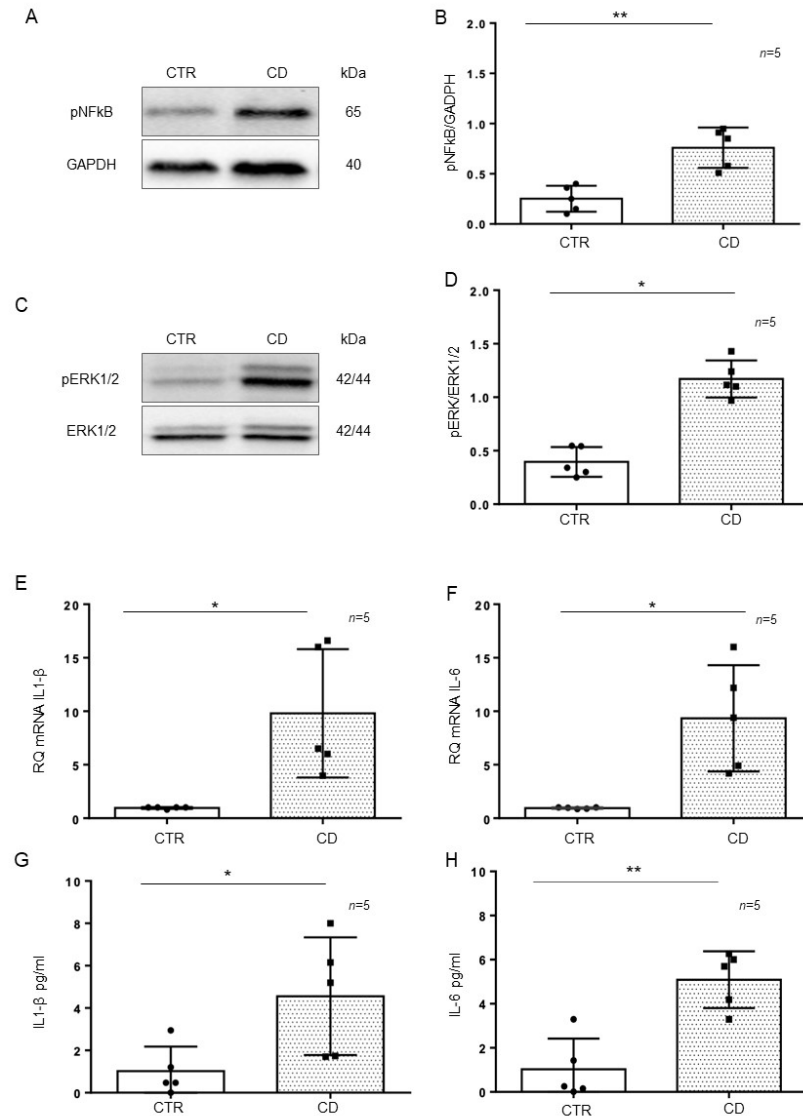 A
CTR CD kDa
pNFkB 65
GAPDH 40
B
**
n=5
pNFkB/GADPH
2.0
1.5
1.0
0.5
0.0
CTR CD
C
CTR CD kDa
pERK1/2 42/44
ERK1/2 42/44
D
*
n=5
pERK/ERK1/2
2.0
1.5
1.0
0.5
0.0
CTR CD
E
*
n=5
RQ mRNA IL1-β
20
15
10
5
0
CTR CD
F
*
n=5
RQ mRNA IL-6
20
15
10
5
0
CTR CD
G
*
n=5
IL1-β pg/ml
10
8
6
4
2
0
CTR CD
H
**
n=5
IL-6 pg/ml
10
8
6
4
2
0
CTR CD